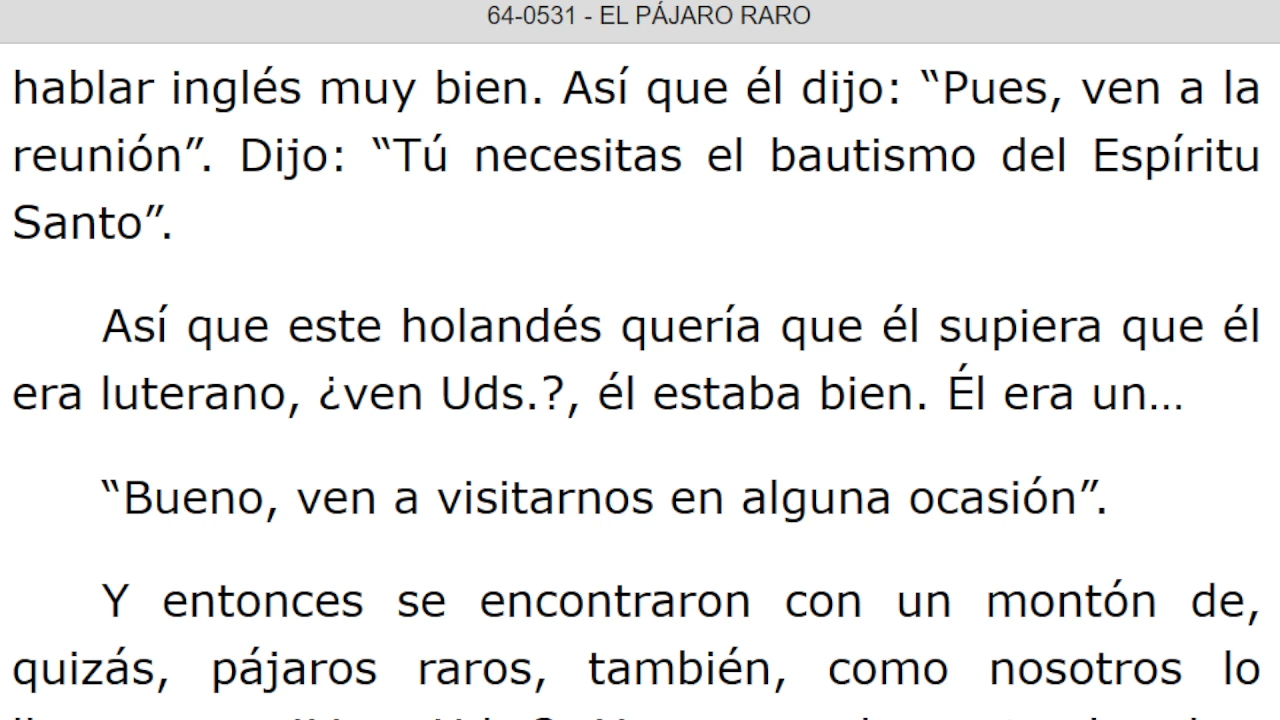 64-0531 - EL PÁJARO RARO
hablar inglés muy bien. Así que él dijo: “Pues, ven a la
reunión”. Dijo: “Tú necesitas el bautismo del Espíritu
Santo”.
Así que este holandés quería que él supiera que él
era luterano, ¿ven Uds.?, él estaba bien. Él era un…
“Bueno, ven a visitarnos en alguna ocasión”.
Y entonces se encontraron con un montón de,
quizás, pájaros raros, también, como nosotros lo